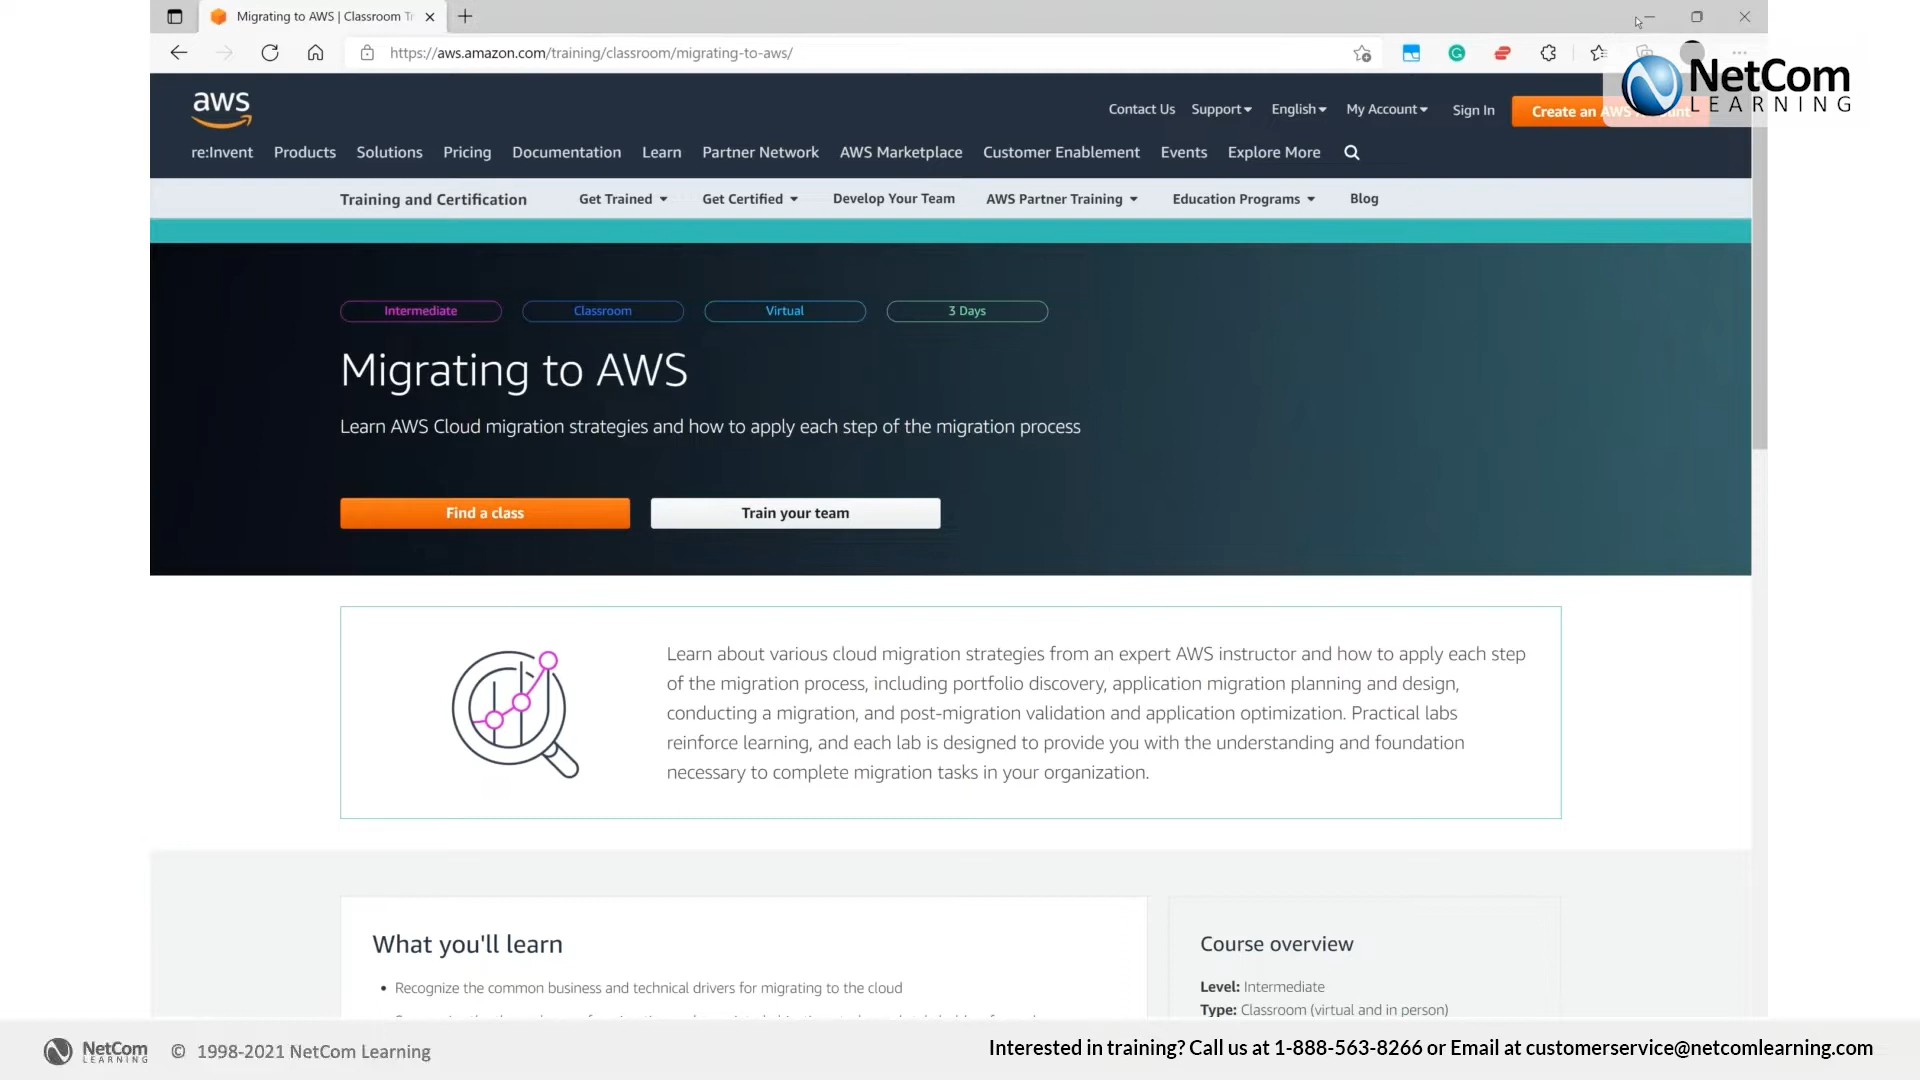 Migrating to AWS | Classroom Tr
https://aws.amazon.com/training/classroom/migrating-to-aws/
NetCom
LEARNING
aws
Contact Us Support English My Account Sign In Create an AWS Account
re:Invent Products Solutions Pricing Documentation Learn Partner Network AWS Marketplace Customer Enablement Events Explore More
Training and Certification Get Trained Get Certified Develop Your Team AWS Partner Training Education Programs Blog
Intermediate Classroom Virtual 3 Days
Migrating to AWS
Learn AWS Cloud migration strategies and how to apply each step of the migration process
Find a class Train your team
Learn about various cloud migration strategies from an expert AWS instructor and how to apply each step
of the migration process, including portfolio discovery, application migration planning and design,
conducting a migration, and post-migration validation and application optimization. Practical labs
reinforce learning, and each lab is designed to provide you with the understanding and foundation
necessary to complete migration tasks in your organization.
What you'll learn
• Recognize the common business and technical drivers for migrating to the cloud
Course overview
Level: Intermediate
Type: Classroom (virtual and in person)
NetCom
LEARNING
© 1998-2021 NetCom Learning
Interested in training? Call us at 1-888-563-8266 or Email at customerservice@netcomlearning.com